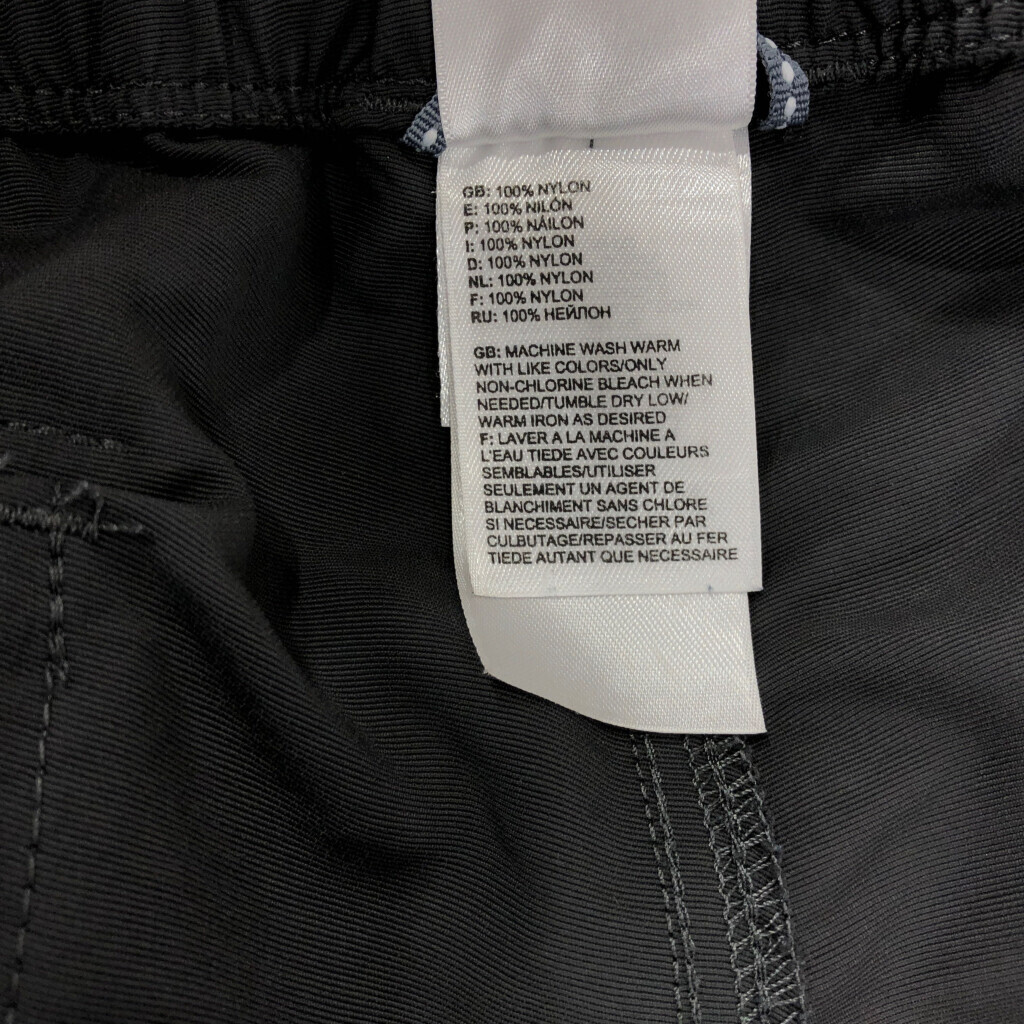 GB: 100% NYLON
E: 100% NILÓN
P: 100% NÁILON
I: 100% NYLON
D: 100% NYLON
NL: 100% NYLON
F: 100% NYLON
RU: 100% НЕЙЛОН
GB: MACHINE WASH WARM
WITH LIKE COLORS/ONLY
NON-CHLORINE BLEACH WHEN
NEEDED/TUMBLE DRY LOW/
WARM IRON AS DESIRED
F: LAVER A LA MACHINE A
L'EAU TIEDE AVEC COULEURS
SEMBLABLES/UTILISER
SEULEMENT UN AGENT DE
BLANCHIMENT SANS CHLORE
SI NECESSAIRE/SECHER PAR
CULBUTAGE/REPASSER AU FER
TIEDE AUTANT QUE NECESSAIRE